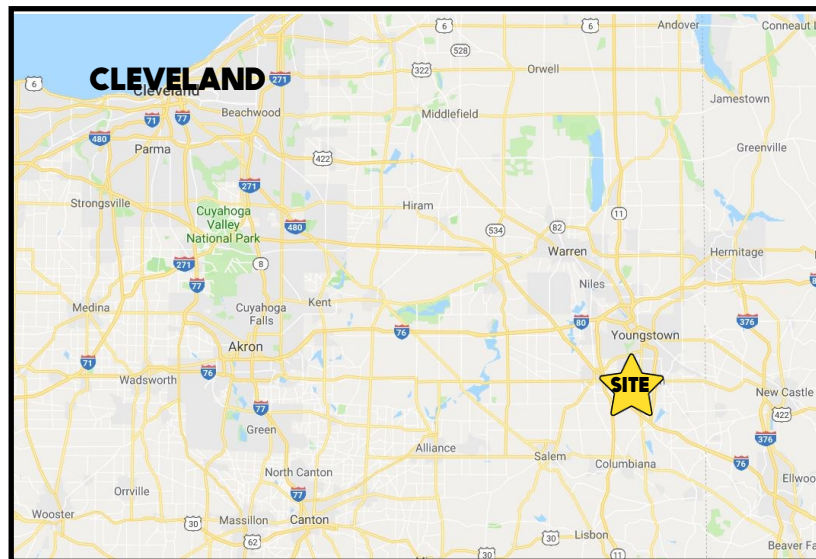 6
6
Andover
Conneaut L
528
CLEVELAND
Cleveland
6
271
322
Orwell
Jamestown
Beachwood
Middlefield
71
77
480
Parma
422
Greenville
271
Strongsville
Cuyahoga
Valley
National Park
Hiram
11
480
534
82
Warren
Hermitage
271
8
77
Niles
Medina
Cuyahoga
Falls
Kent
80
376
76
Youngstown
Akron
71
76
Wadsworth
SITE
New Castle
77
422
Green
376
Alliance
Salem
Columbiana
76
North Canton
Ellwoo
Orrville
77
Wooster
30
Massillon
Canton
62
Lisbon
30
30
11
Beaver Fa